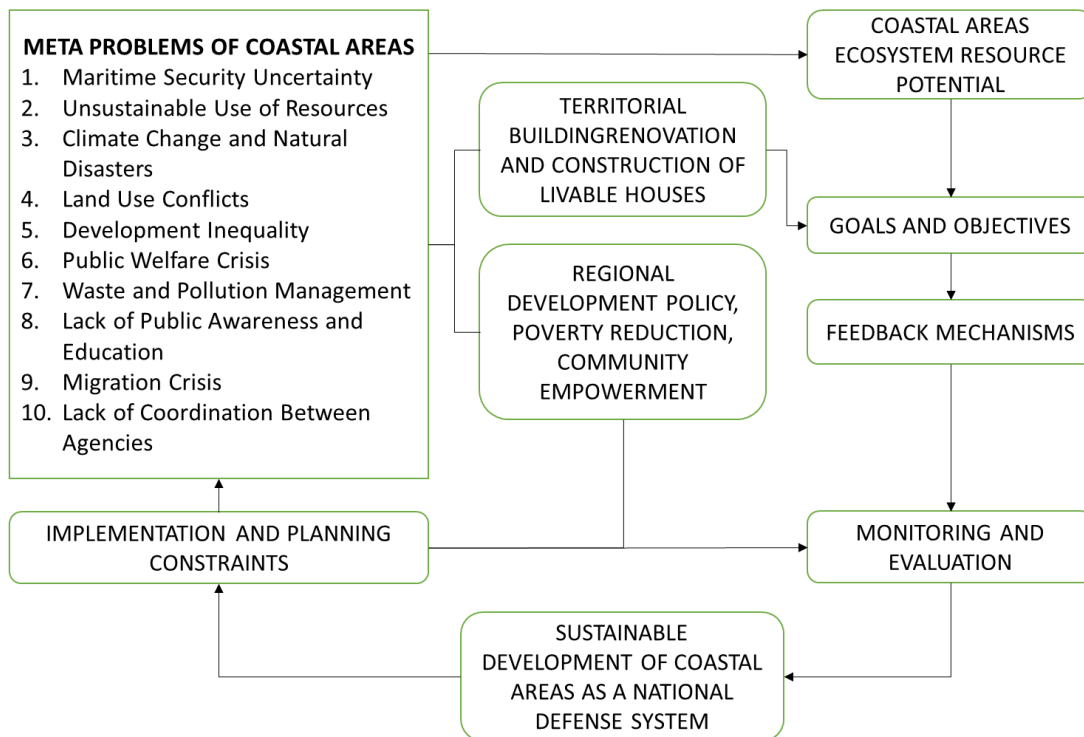 META PROBLEMS OF COASTAL AREAS
1. Maritime Security Uncertainty
2. Unsustainable Use of Resources
3. Climate Change and Natural
Disasters
4. Land Use Conflicts
5. Development Inequality
6. Public Welfare Crisis
7. Waste and Pollution Management
8. Lack of Public Awareness and
Education
9. Migration Crisis
10. Lack of Coordination Between
Agencies
TERRITORIAL
BUILDINGRENOVATION
AND CONSTRUCTION OF
LIVABLE HOUSES
REGIONAL
DEVELOPMENT POLICY,
POVERTY REDUCTION,
COMMUNITY
EMPOWERMENT
COASTAL AREAS
ECOSYSTEM RESOURCE
POTENTIAL
GOALS AND OBJECTIVES
FEEDBACK MECHANISMS
MONITORING AND
EVALUATION
IMPLEMENTATION AND PLANNING
CONSTRAINTS
SUSTAINABLE
DEVELOPMENT OF COASTAL
AREAS AS A NATIONAL
DEFENSE SYSTEM